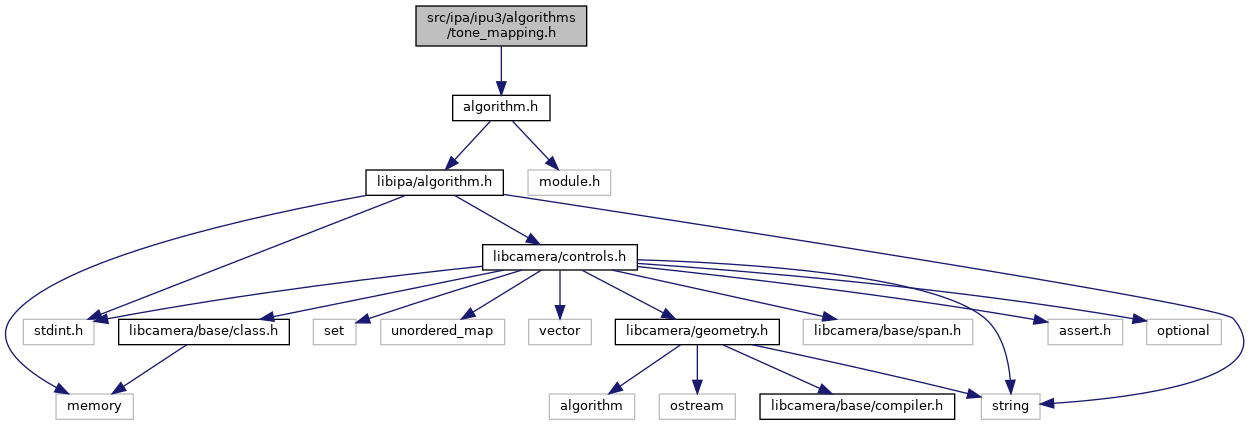 src/ipa/ipu3/algorithms
/tone_mapping.h
algorithm.h
libipa/algorithm.h
module.h
libcamera/controls.h
stdint.h
libcamera/base/class.h
set
unordered_map
vector
libcamera/geometry.h
libcamera/base/span.h
assert.h
optional
memory
algorithm
ostream
libcamera/base/compiler.h
string